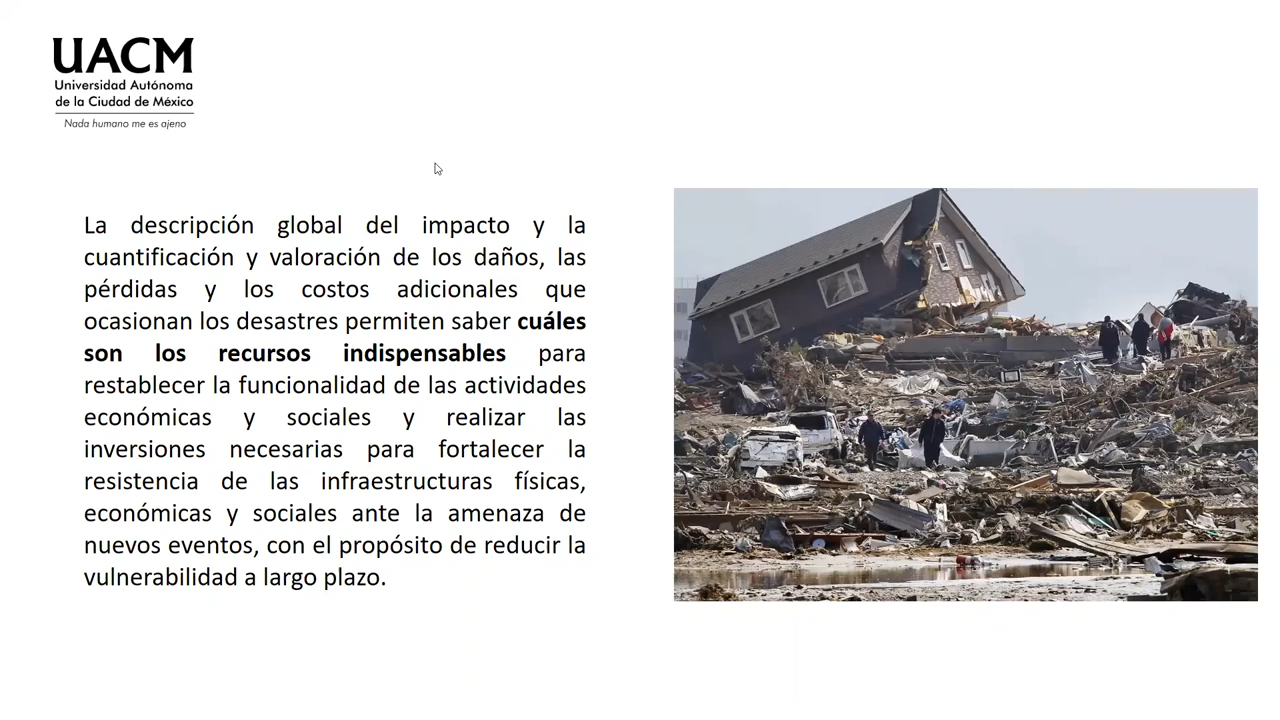 UACM
Universidad Autónoma
de la Ciudad de México
Nada humano me es ajeno
La descripción global del impacto y la
cuantificación y valoración de los daños, las
pérdidas y los costos adicionales que
ocasionan los desastres permiten saber cuáles
son los recursos indispensables para
restablecer la funcionalidad de las actividades
económicas y sociales y realizar las
inversiones necesarias para fortalecer la
resistencia de las infraestructuras físicas,
económicas y sociales ante la amenaza de
nuevos eventos, con el propósito de reducir la
vulnerabilidad a largo plazo.